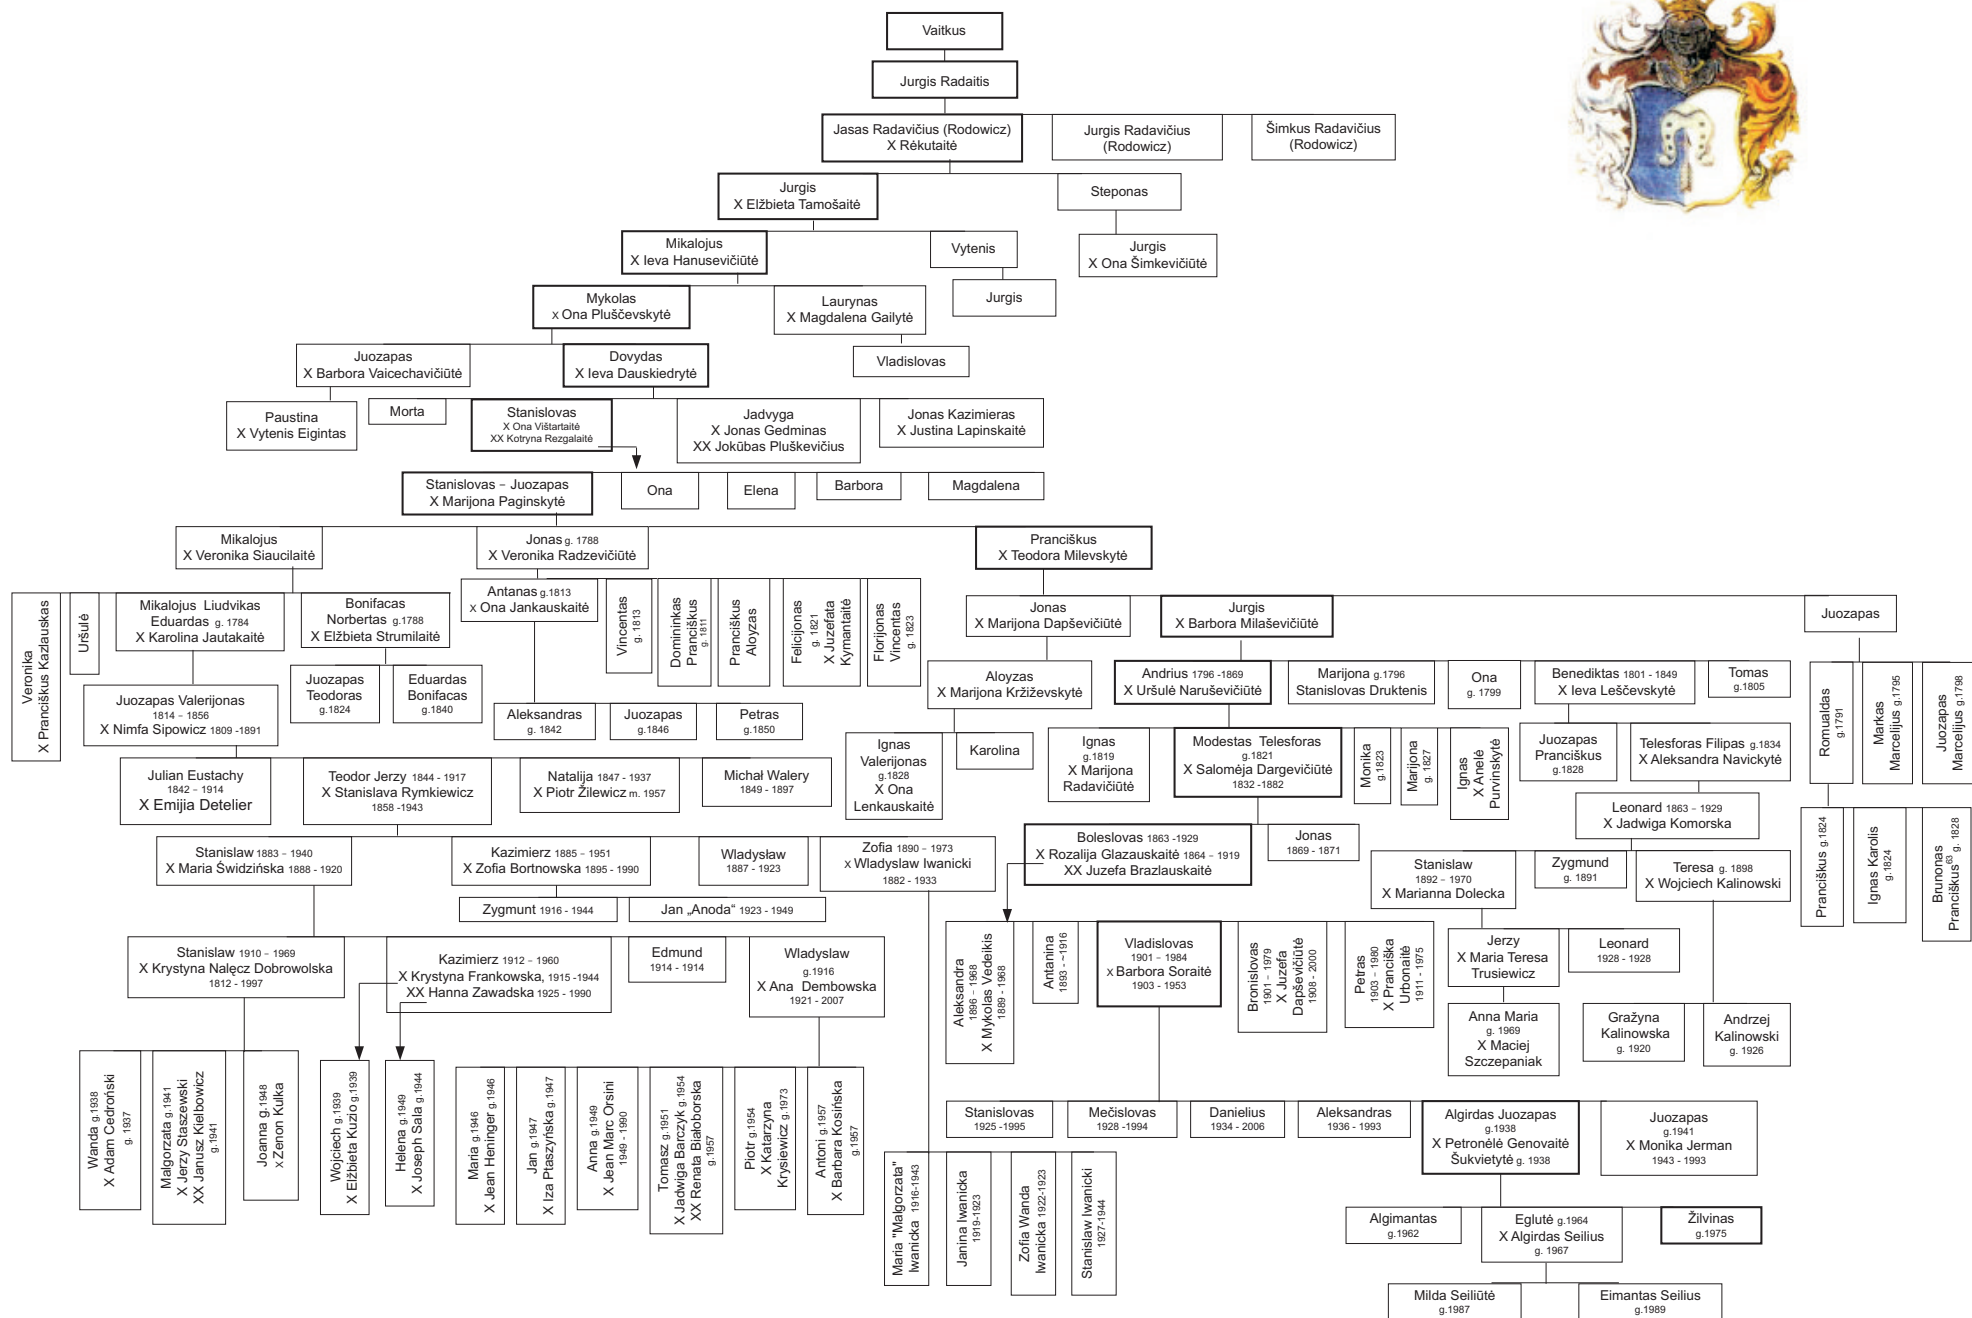 Vaitkus
Jurgis Radaitis
Jasas Radavičius (Rodowicz)
X Rėkutaitė
Jurgis Radavičius
(Rodowicz)
Šimkus Radavičius
(Rodowicz)
Jurgis
X Elžbieta Tamošaitė
Steponas
Mikalojus
X Ieva Hanusevičiūtė
Vytenis
Jurgis
X Ona Šimkevičiūtė
Mykolas
X Ona Pluščevskytė
Laurynas
X Magdalena Gailytė
Jurgis
Juozapas
X Barbora Vaicechavičiūtė
Dovydas
X Ieva Dauskiedrytė
Vladislovas
Paustina
X Vytenis Eigintas
Morta
Stanislovas
X Ona Vištartaitė
XX Kotryna Rezgalaitė
Jadvyga
X Jonas Gedminas
XX Jokūbas Pluškevičius
Jonas Kazimieras
X Justina Lapinskaitė
Stanislovas – Juozapas
X Marijona Paginskytė
Ona
Elena
Barbora
Magdalena
Mikalojus
X Veronika Siaucilaitė
Jonas g. 1788
X Veronika Radzevičiūtė
Pranciškus
X Teodora Milevskytė
Veronika
X Pranciškus Kazlauskas
Uršulė
Mikalojus Liudvikas
Eduardas g. 1784
X Karolina Jautakaitė
Bonifacas
Norbertas g.1788
X Elžbieta Strumilaitė
Antanas g.1813
X Ona Jankauskaitė
Vincentas
g. 1813
Domininkas
Pranciškus
g. 1811
Pranciškus
Aloyzas
Felicijonas
g. 1821
X Juzefata
Kymantaitė
Florijonas
Vincentas
g. 1823
Jonas
X Marijona Dapševičiūtė
Jurgis
X Barbora Milaševičiūtė
Juozapas
Juozapas Valerijonas
1814 – 1856
X Nimfa Sipowicz 1809 -1891
Juozapas
Teodoras
g.1824
Eduardas
Bonifacas
g.1840
Aleksandras
g. 1842
Juozapas
g.1846
Petras
g.1850
Aloyzas
X Marijona Kržiževskytė
Andrius 1796 -1869
X Uršulė Naruševičiūtė
Marijona g.1796
Stanislovas Druktenis
Ona
g. 1799
Benediktas 1801 - 1849
X Ieva Leščevskytė
Tomas
g.1805
Romualdas
g.1791
Markas
Marcelijus g.1795
Juozapas
Marcelijus g.1798
Julian Eustachy
1842 – 1914
X Emijia Detelier
Teodor Jerzy 1844 - 1917
X Stanislava Rymkiewicz
1858 -1943
Natalija 1847 - 1937
X Piotr Žilewicz m. 1957
Michał Walery
1849 - 1897
Ignas
Valerijonas
g.1828
X Ona
Lenkauskaitė
Karolina
Ignas
g.1819
X Marijona
Radavičiūtė
Modestas Telesforas
g.1821
X Salomėja Dargevičiūtė
1832 -1882
Monika
g.1823
Marijona
g. 1827
Ignas
X Anelė
Purvinskytė
Juozapas
Pranciškus
g.1828
Telesforas Filipas g.1834
X Aleksandra Navickytė
Leonard 1863 - 1929
X Jadwiga Komorska
Pranciškus g.1824
Ignas Karolis
g.1824
Brunonas
Pranciškus63 g. 1828
Stanislaw 1883 – 1940
X Maria Świdzińska 1888 - 1920
Kazimierz 1885 – 1951
X Zofia Bortnowska 1895 - 1990
Wladysław
1887 - 1923
Zofia 1890 – 1973
X Wladyslaw Iwanicki
1882 - 1933
Boleslovas 1863 -1929
X Rozalija Glazauskaitė 1864 – 1919
XX Juzefa Brazlauskaitė
Jonas
1869 - 1871
Stanislaw
1892 – 1970
X Marianna Dolecka
Zygmund
g. 1891
Teresa g. 1898
X Wojciech Kalinowski
Zygmunt 1916 - 1944
Jan „Anoda" 1923 - 1949
Stanislaw 1910 – 1969
X Krystyna Nalęcz Dobrowolska
1812 - 1997
Kazimierz 1912 – 1960
X Krystyna Frankowska, 1915 -1944
XX Hanna Zawadska 1925 - 1990
Edmund
1914 - 1914
Wladyslaw
g.1916
X Ana Dembowska
1921 - 2007
Aleksandra
1896 – 1968
X Mykolas Vedeikis
1889 - 1968
Antanina
1893 - ~1916
Vladislovas
1901 – 1984
X Barbora Soraitė
1903 - 1953
Bronislovas
1901 – 1979
X Juzefa
Dapševičiūtė
1908 - 2000
Petras
1903 – 1980
X Pranciška
Urbonaitė
1911 - 1975
Jerzy
X Maria Teresa
Trusiewicz
Leonard
1928 - 1928
Anna Maria
g. 1969
X Maciej
Szczepaniak
Gražyna
Kalinowska
g. 1920
Andrzej
Kalinowski
g. 1926
Wanda g.1938
X Adam Cedroński
g. 1937
Malgorzata g.1941
X Jerzy Staszewski
XX Janusz Kielbowicz
g.1941
Joanna g.1948
X Zenon Kulka
Wojciech g.1939
X Elžbieta Kuzlo g.1939
Helena g.1949
X Joseph Sala g.1944
Maria g.1946
X Jean Heninger g.1946
Jan g.1947
X Iza Ptaszyńska g.1947
Anna g.1949
X Jean Marc Orsini
1949 - 1990
Tomasz g.1951
X Jadwiga Barczyk g.1954
XX Renata Białoborska
g.1957
Piotr g.1954
X Katarzyna
Krysiewicz g.1973
Antoni g.1957
X Barbara Kosińska
g.1957
Stanislovas
1925 -1995
Mečislovas
1928 -1994
Danielius
1934 - 2006
Aleksandras
1936 - 1993
Algirdas Juozapas
g.1938
X Petronėlė Genovaitė
Šukvietytė g. 1938
Juozapas
g.1941
X Monika Jerman
1943 - 1993
Maria "Malgorzata"
Iwanicka 1916-1943
Janina Iwanicka
1919-1923
Zofia Wanda
Iwanicka 1922-1923
Stanisław Iwanicki
1927-1944
Algimantas
g.1962
Eglutė g.1964
X Algirdas Seilius
g. 1967
Žilvinas
g.1975
Milda Seiliūtė
g.1987
Eimantas Seilius
g.1989